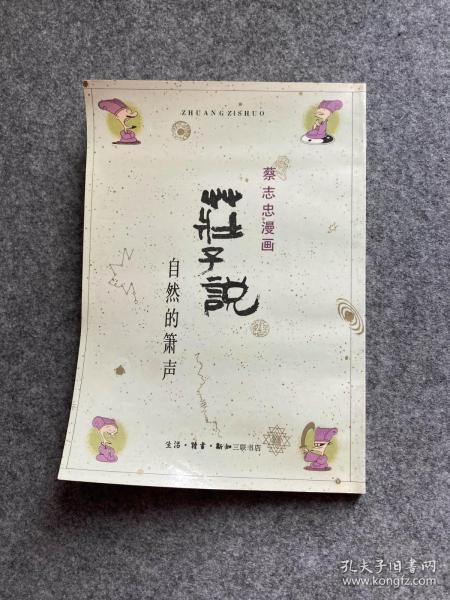 ZHUANGZISHUO
蔡志忠漫画
莊子説
自然的箫声
生活·讀書·新知三联书店
孔夫子旧书网
www.kongfz.com